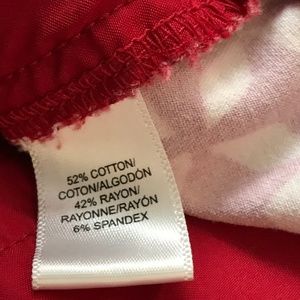 52% COTTON/
COTON/ALGODÓN
42% RAYON/
RAYONNE/RAYÓN
6% SPANDEX